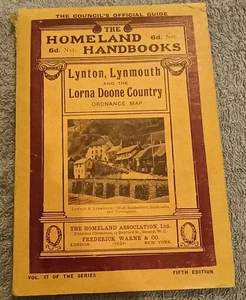 THE COUNCIL'S OFFICIAL GUIDE
THE
HOMELAND
HANDBOOKS
6d. Net.
6d. Net.
Lynton, Lynmouth
AND THE
Lorna Doone Country
ORDNANCE MAP
THE HOMELAND ASSOCIATION, Ltd.
FREDERICK WARNE & CO.
LONDON. NEW YORK.
VOL. 37 OF THE SERIES FIFTH EDITION